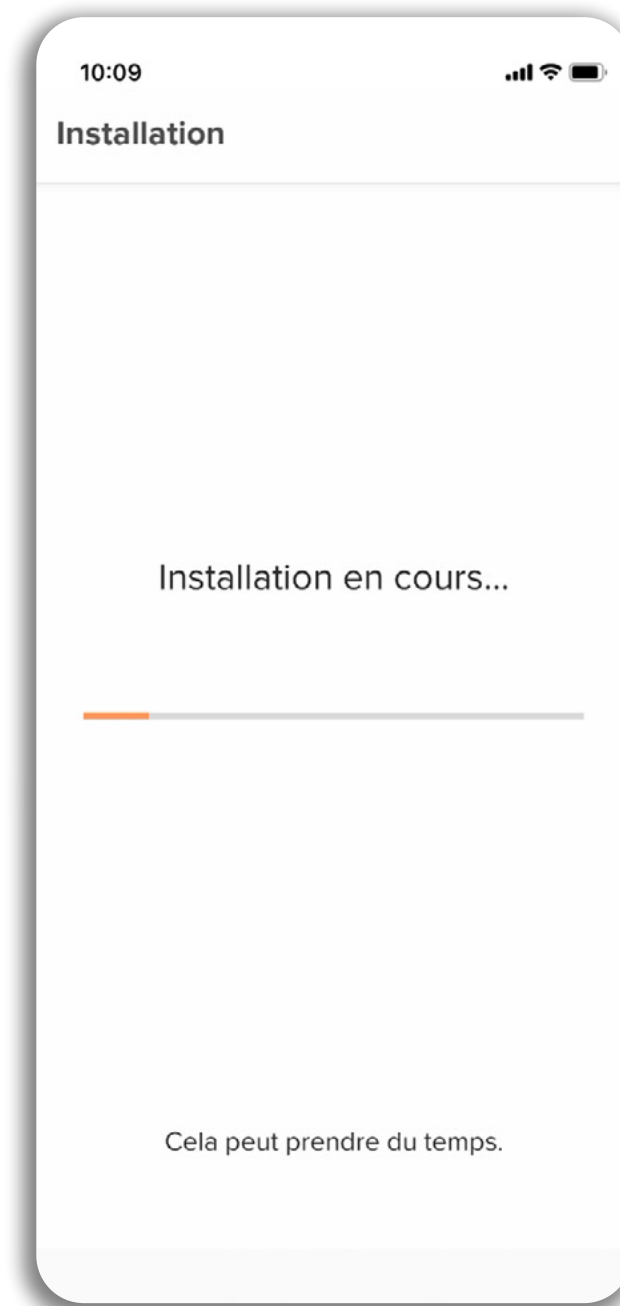 10:09
Installation
Installation en cours...
Cela peut prendre du temps.